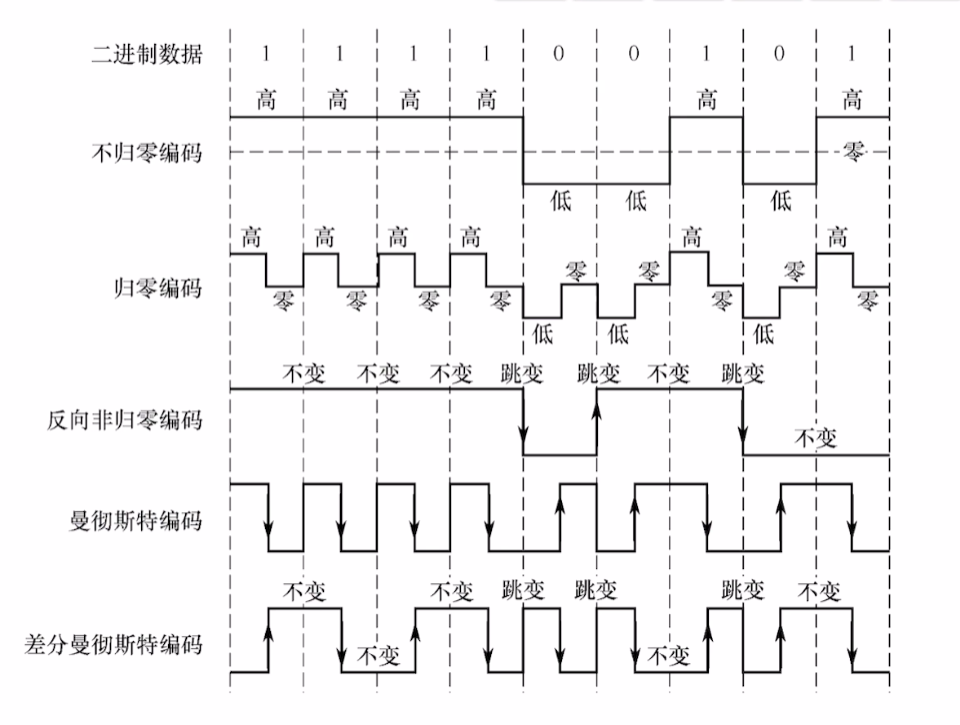 二进制数据 1 1 1 1 0 0 1 0 1
高 高 高 高 高 高
不归零编码 零
低 低 低
高 高 高 高 高 高
归零编码 零 零 零 零 零 零 零 零 零
低 低 低
不变 不变 不变 跳变 跳变 不变 跳变
反向非归零编码 不变
曼彻斯特编码
不变 不变 跳变 跳变 跳变 不变
差分曼彻斯特编码 不变 不变